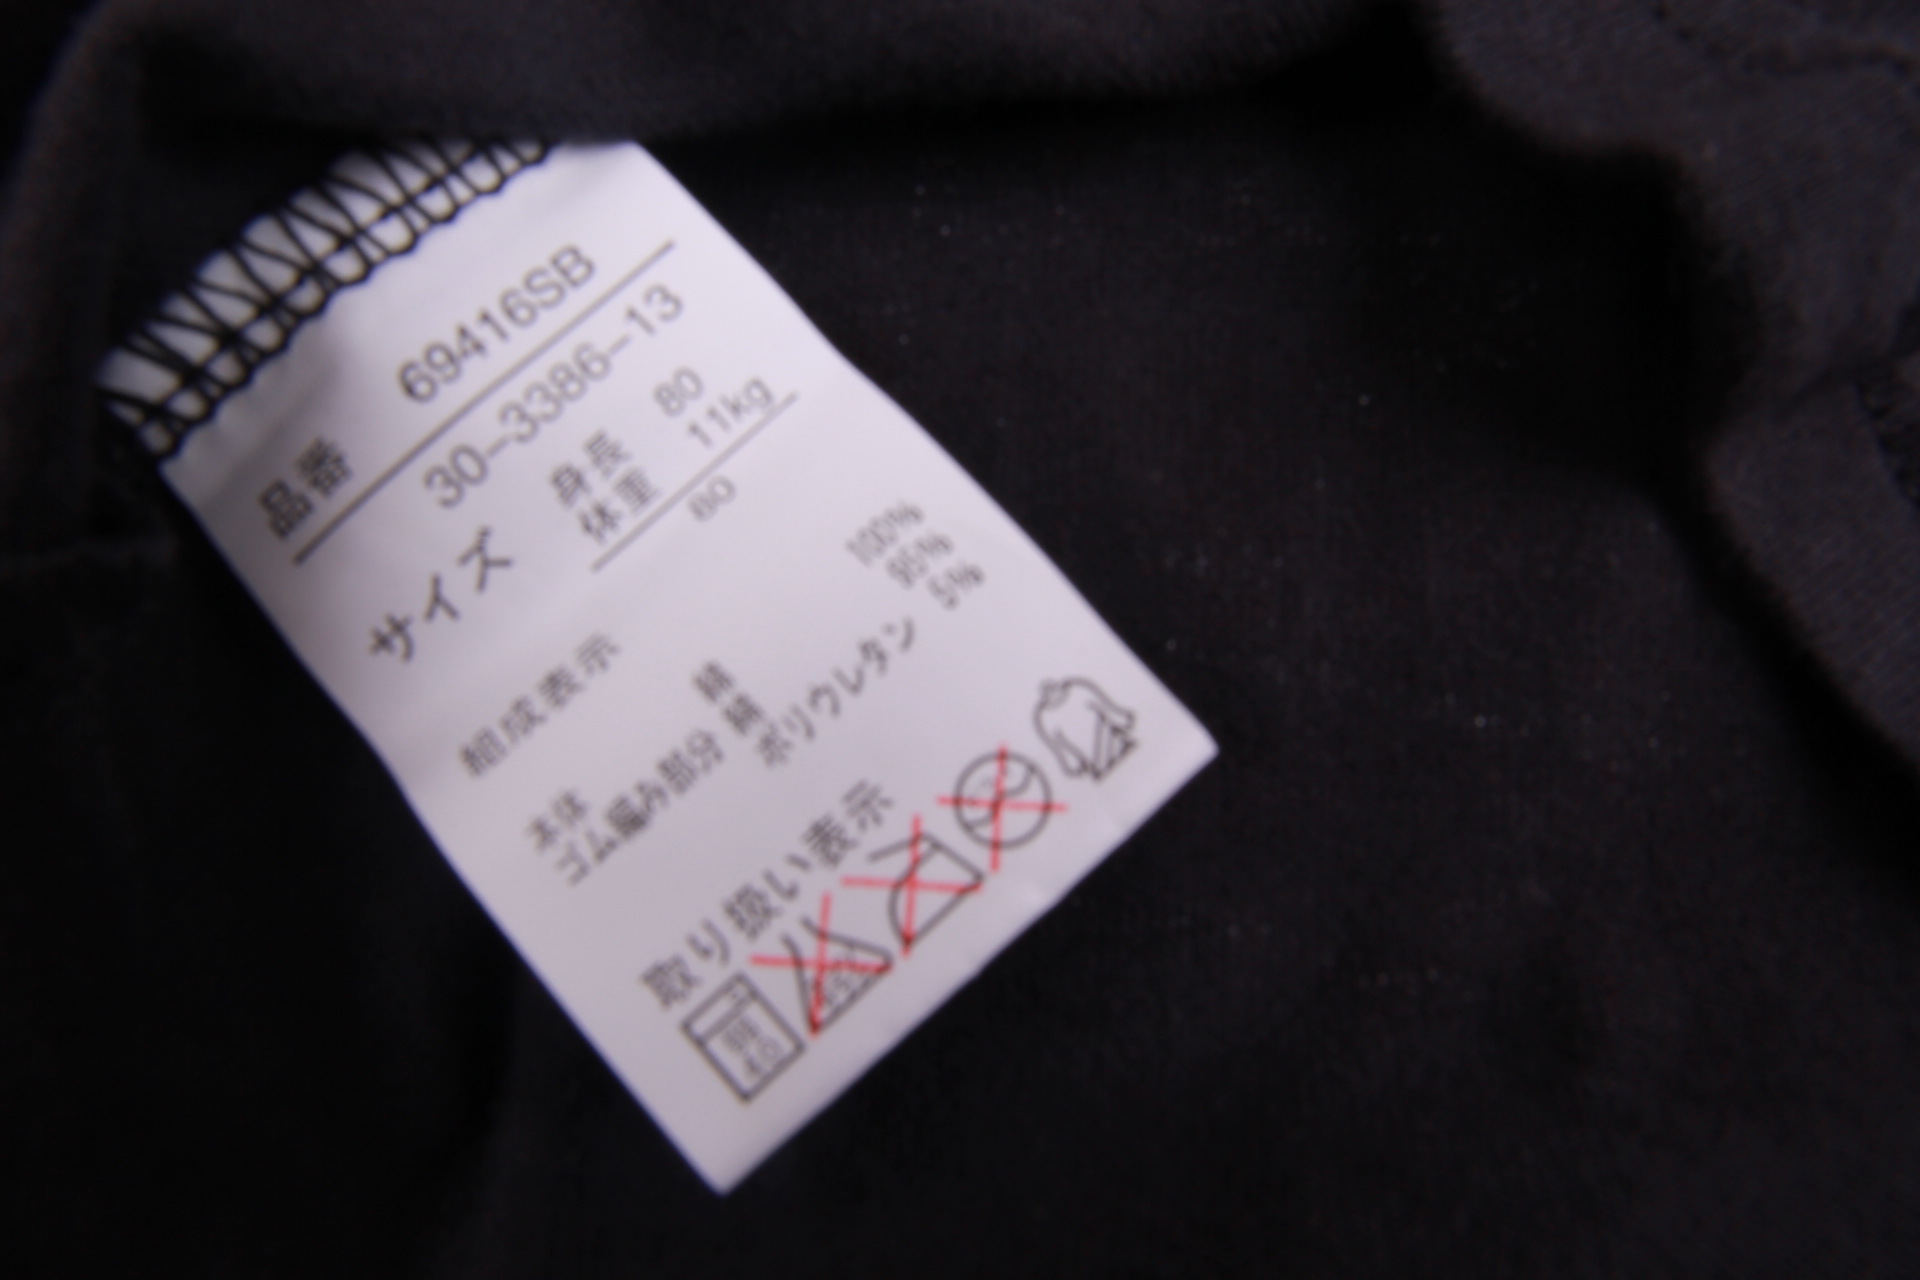 品番 69416SB
30-3386-13
サイズ 身長 80
体重 11kg
80
組成表示
本体 綿 100%
ゴム編み部分 綿 95%
ポリウレタン 5%
取り扱い表示
40